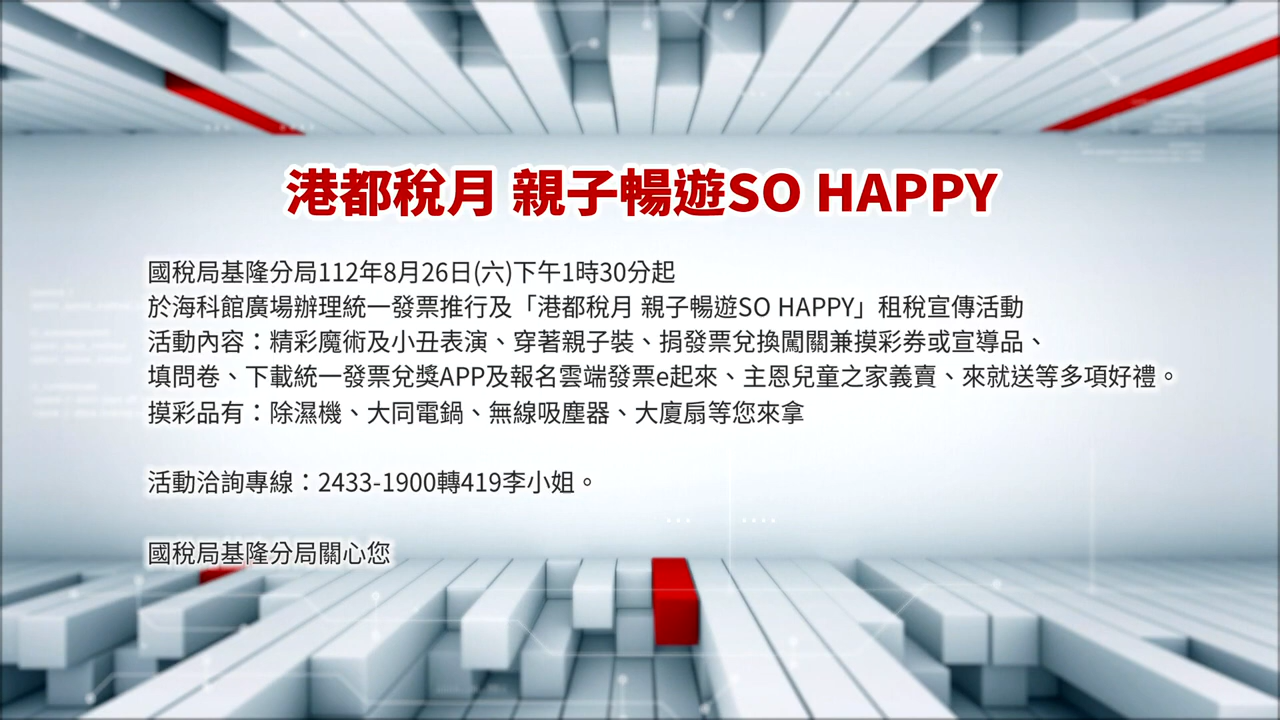 港都稅月 親子暢遊SO HAPPY
國稅局基隆分局112年8月26日(六)下午1時30分起
於海科館廣場辦理統一發票推行及「港都稅月 親子暢遊SO HAPPY」租稅宣傳活動
活動內容：精彩魔術及小丑表演、穿著親子裝、捐發票兌換闖關兼摸彩券或宣導品、
填問卷、下載統一發票兌獎APP及報名雲端發票e起來、主恩兒童之家義賣、來就送等多項好禮。
摸彩品有：除濕機、大同電鍋、無線吸塵器、大廈扇等您來拿
活動洽詢專線：2433-1900轉419李小姐。
國稅局基隆分局關心您